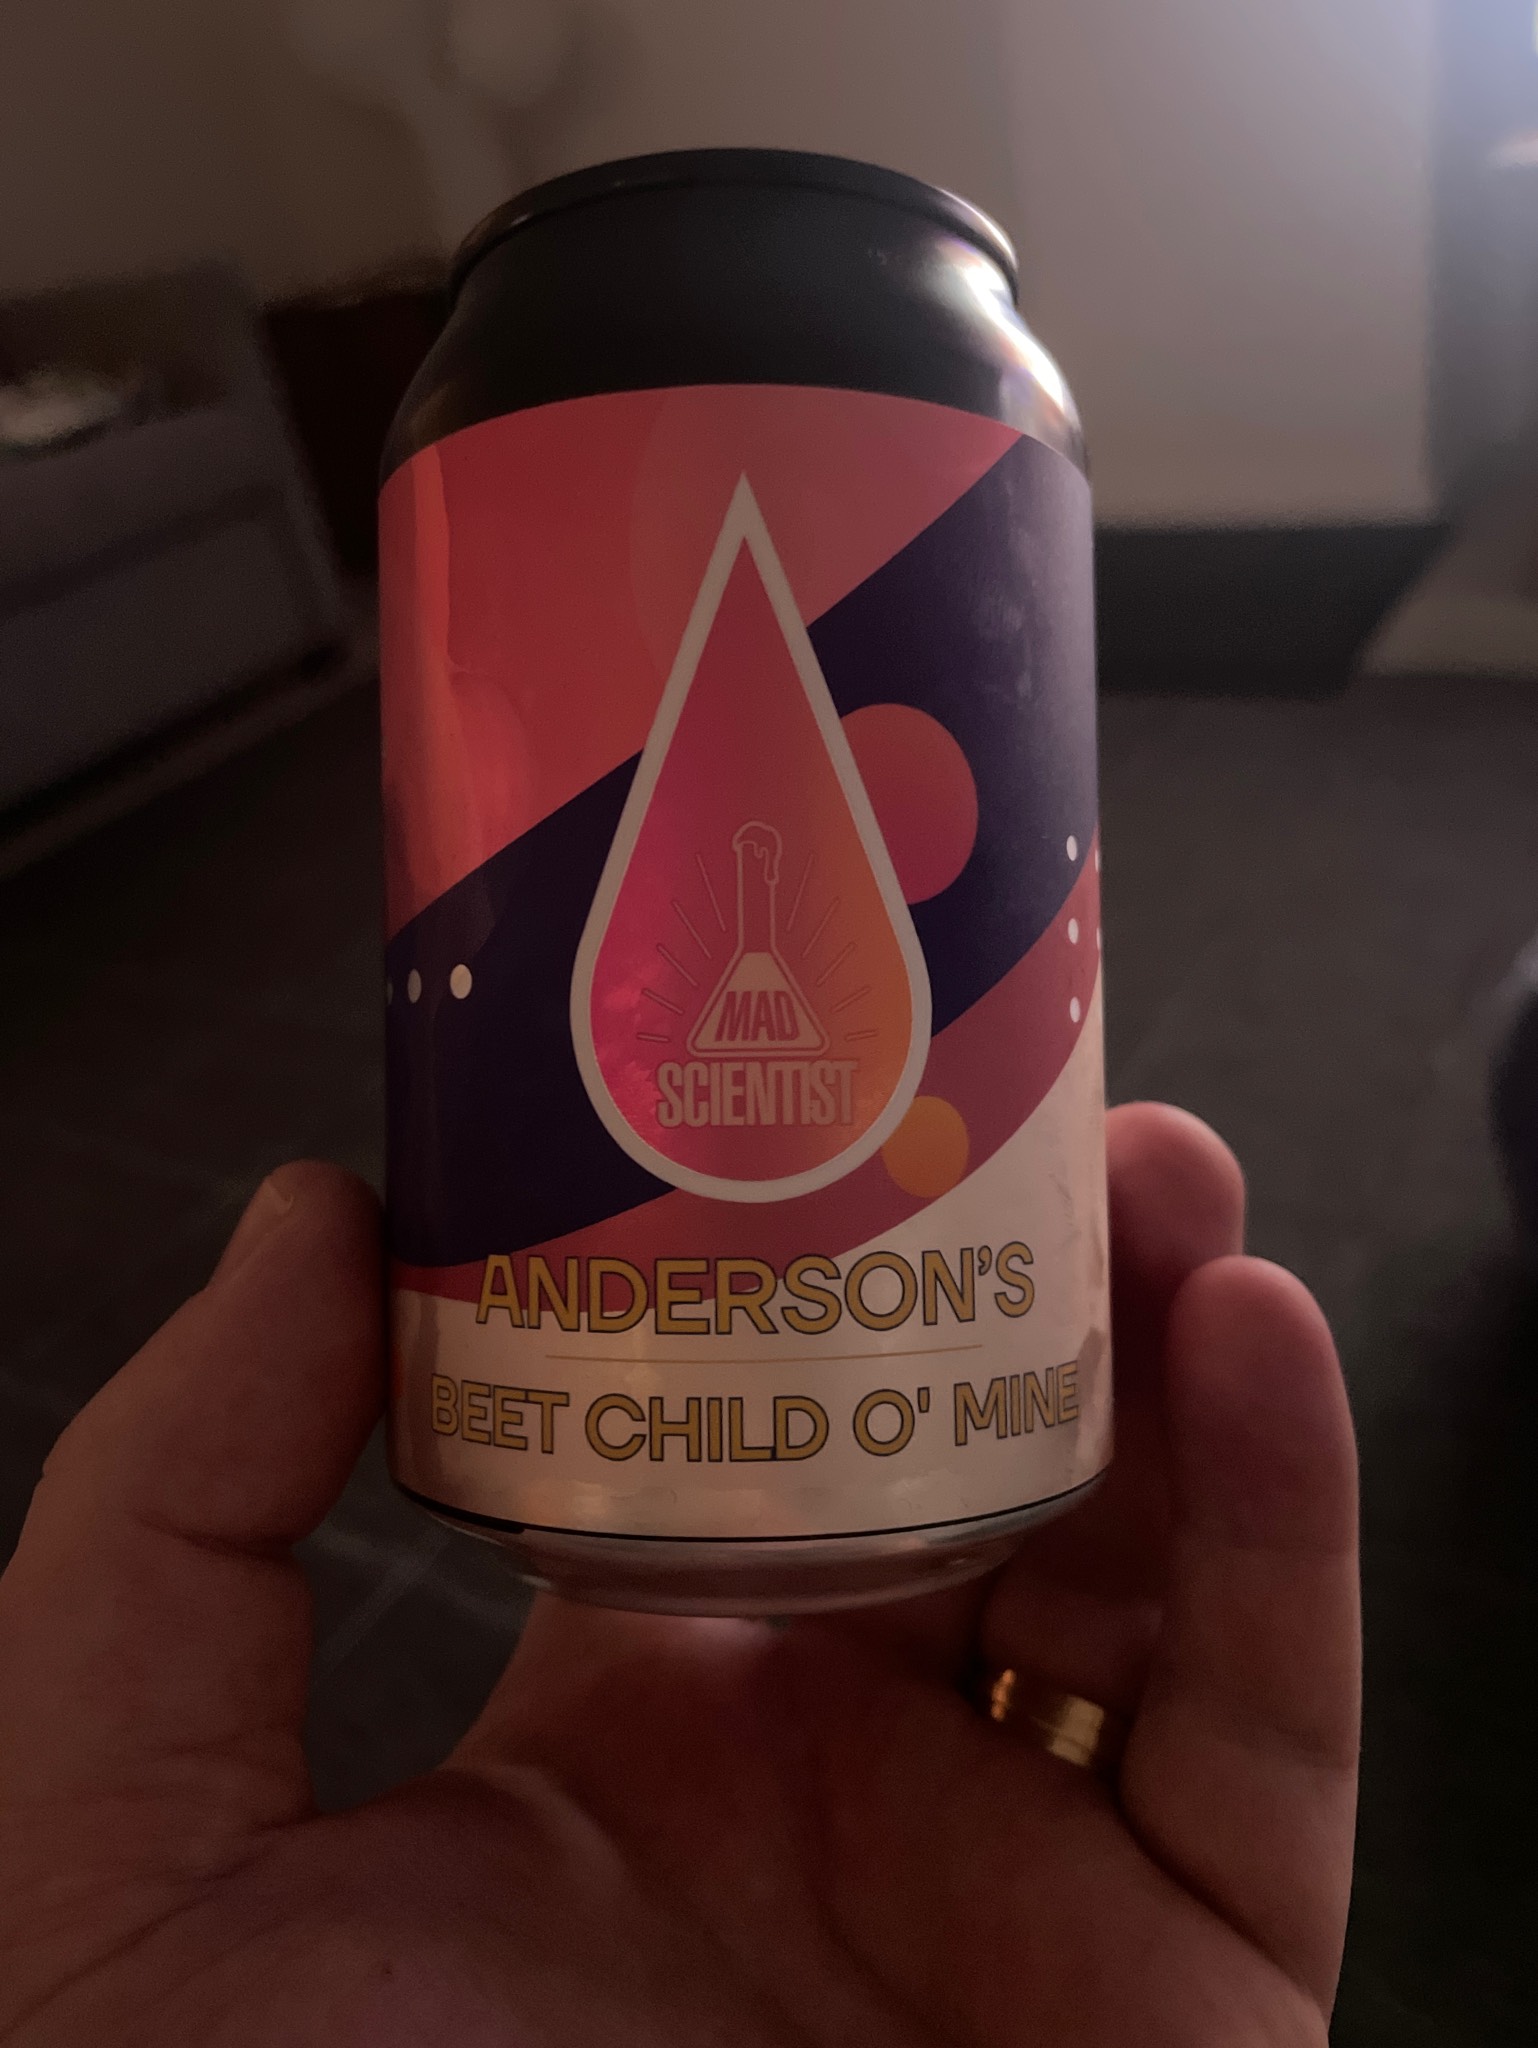 MAD
SCIENTIST
ANDERSON'S
BEET CHILD O' MINE